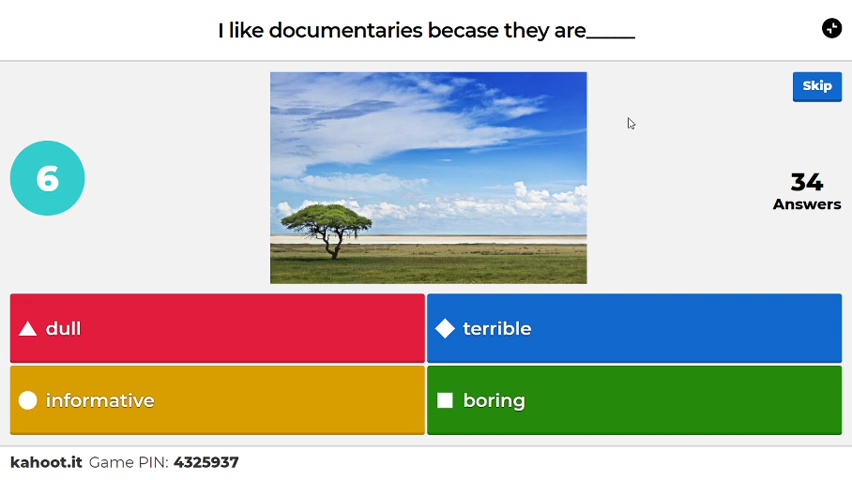 I like documentaries becase they are_____
Skip
6
34
Answers
dull
terrible
informative
boring
kahoot.it Game PIN: 4325937